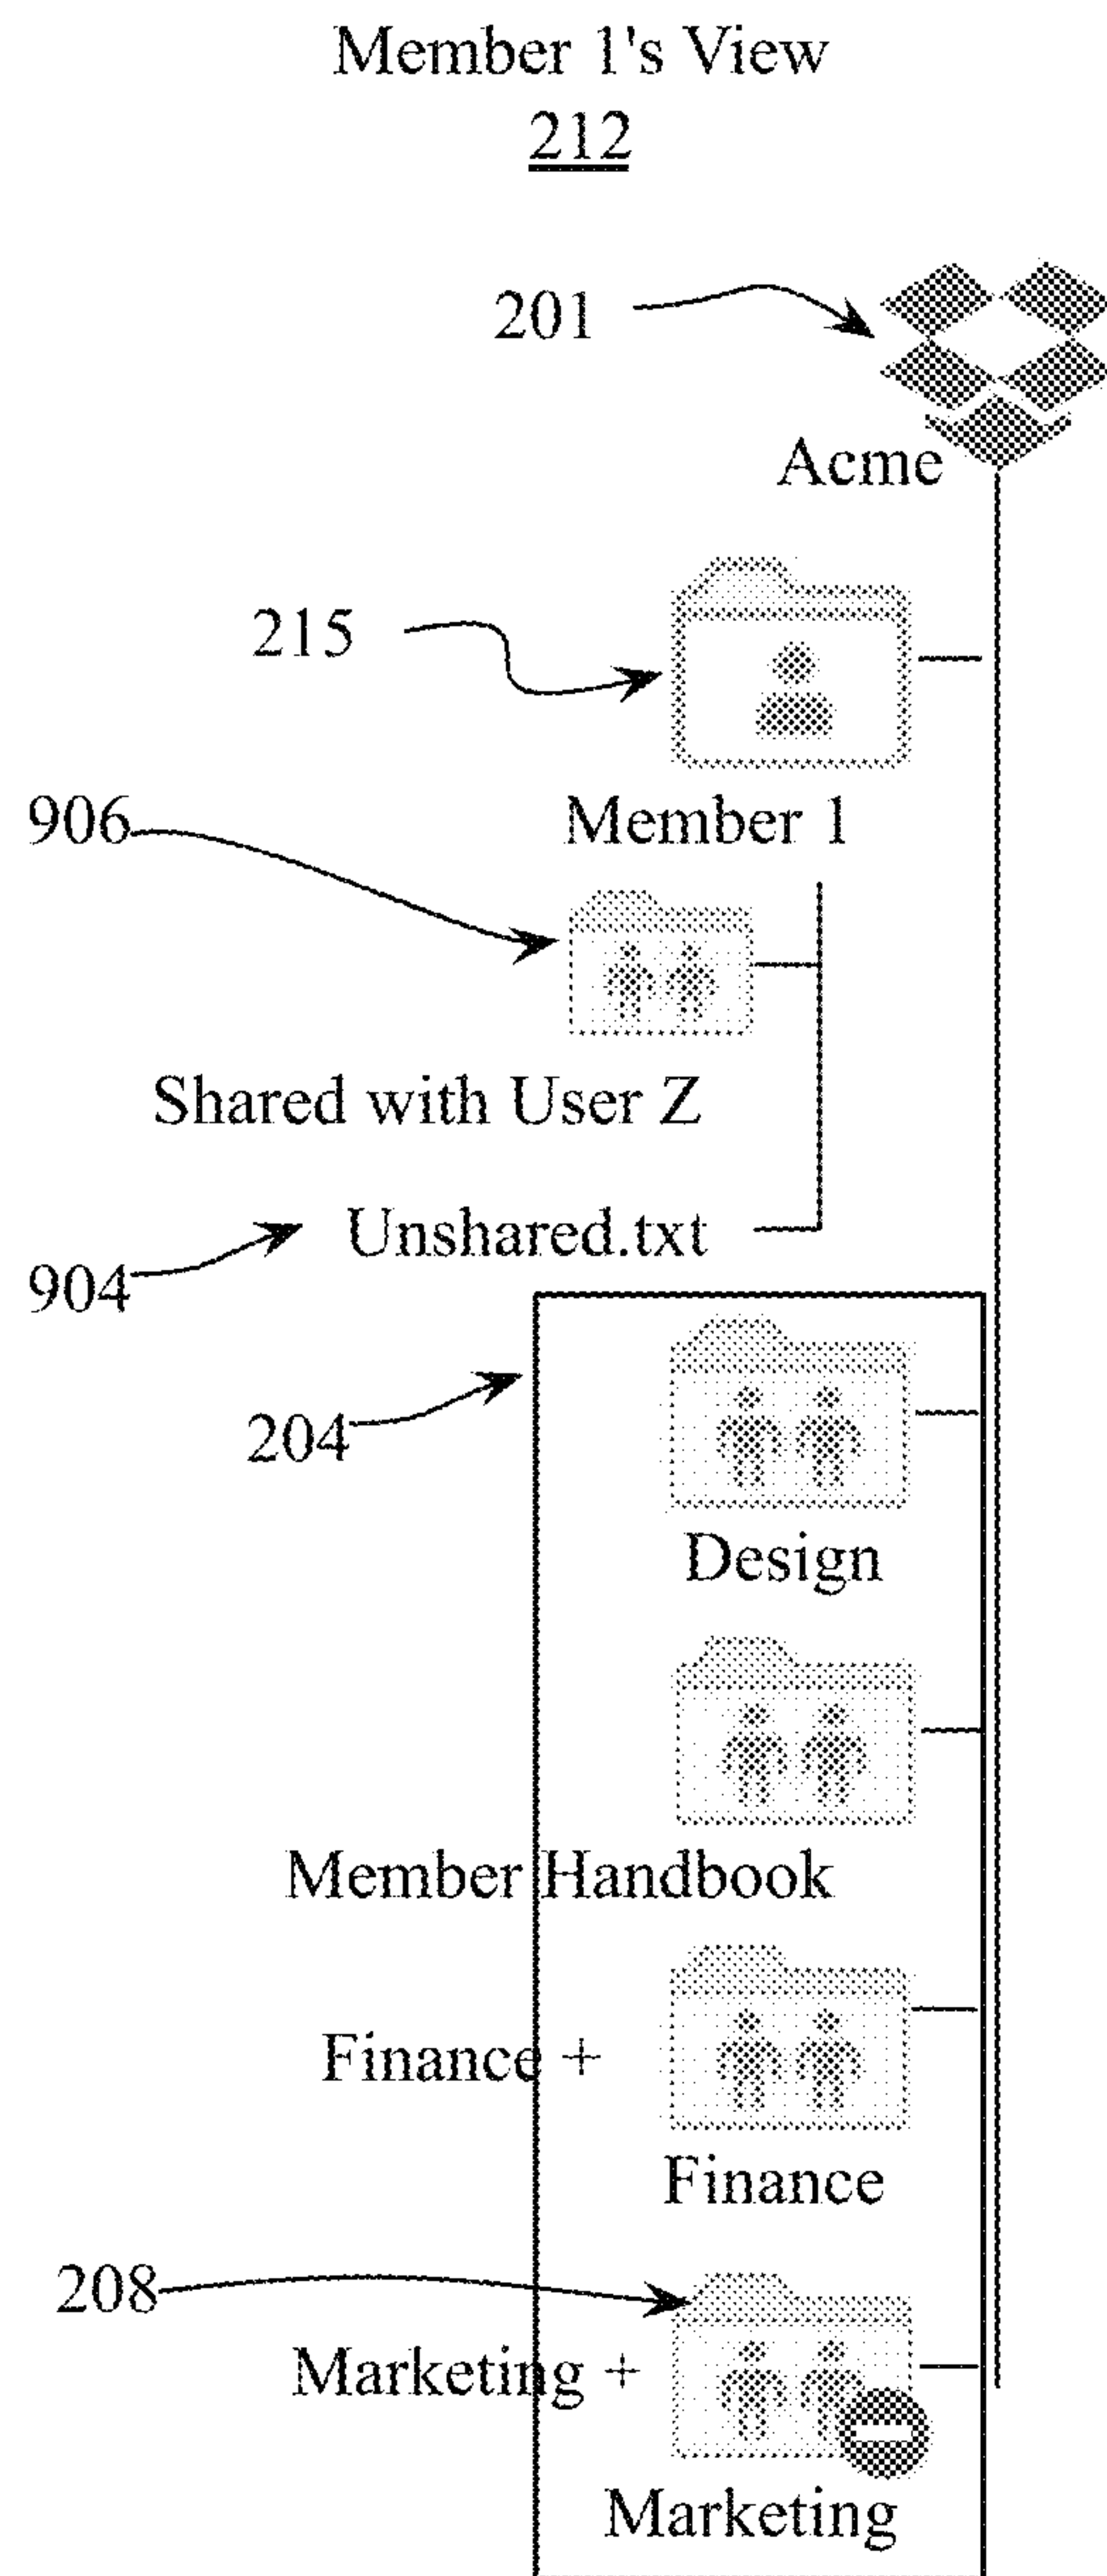 Member 1's View
212
201
Acme
215
Member 1
906
Shared with User Z
Unshared.txt
904
204
Design
Member Handbook
Finance +
Finance
208
Marketing +
Marketing